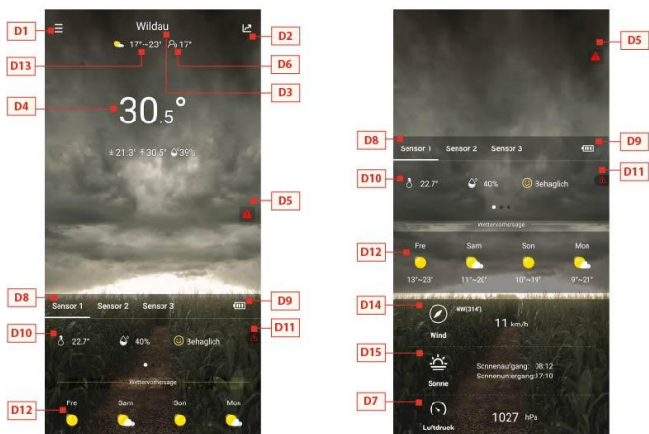 D1
Wildau
D2
17°~23° 17°
D13
D6
D3
D4
30.5°
21.3° 30.5° 39%
D5
D8
Sensor 1 Sensor 2 Sensor 3
D9
D10
22.7° 40% Behaglich
D11
Wettervorhersage
D12
Fre Sam Son Mon
D5
D8
Sensor 1 Sensor 2 Sensor 3
D9
D10
22.7° 40% Behaglich
D11
Wettervorhersage
D12
Fre Sam Son Mon
13°~23° 11°~20° 10°~19° 9°~21°
D14
NW(314°)
11 km/h
Wind
D15
Sonnenaufgang: 08:12
Sonnenuntergang: 17:10
Sonne
D7
1027 hPa
Luftdruck